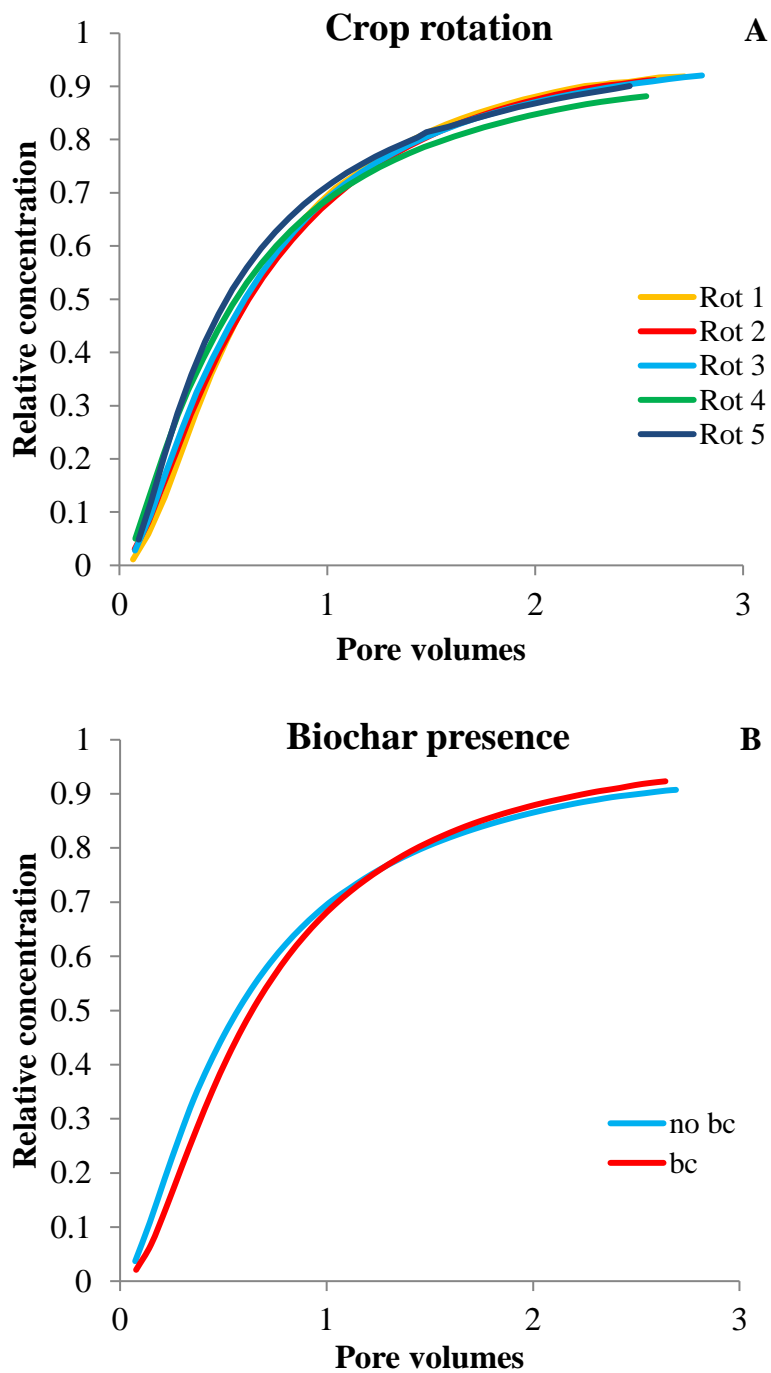 Crop rotation
A
1
0.9
0.8
0.7
0.6
0.5
0.4
0.3
0.2
0.1
0
Relative concentration
Rot 1
Rot 2
Rot 3
Rot 4
Rot 5
0 1 2 3
Pore volumes
Biochar presence
B
1
0.9
0.8
0.7
0.6
0.5
0.4
0.3
0.2
0.1
0
Relative concentration
no bc
bc
0 1 2 3
Pore volumes